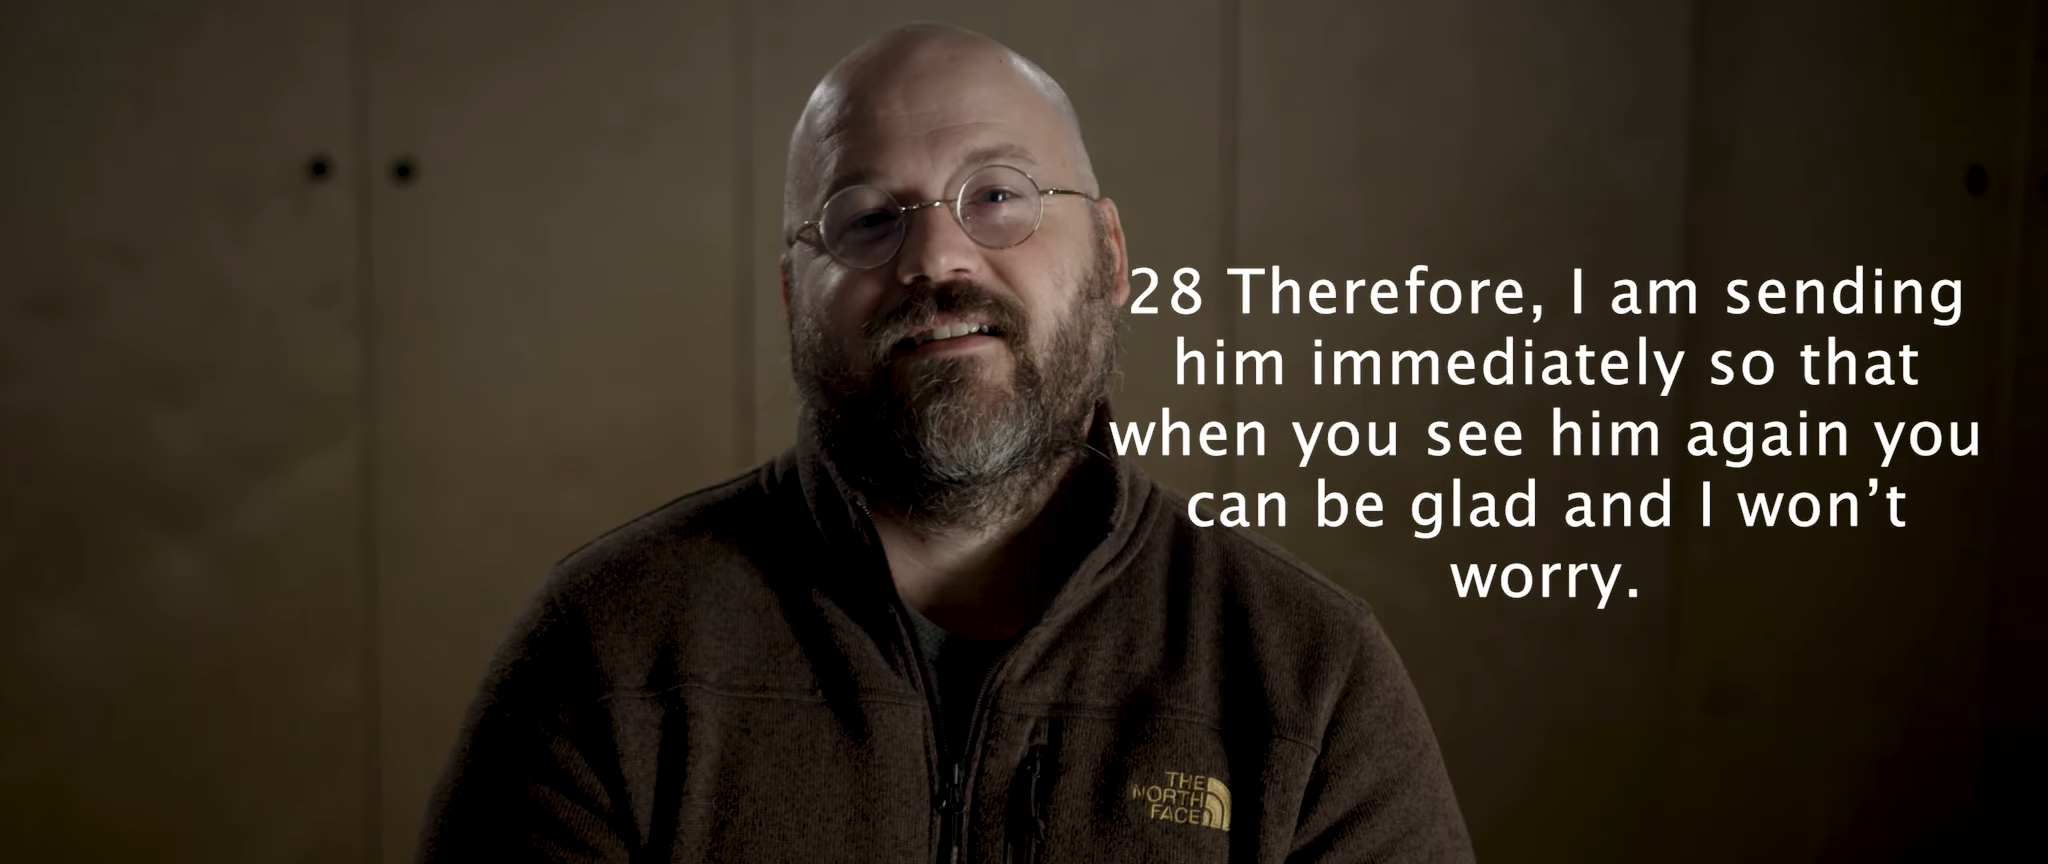 28 Therefore, I am sending
him immediately so that
when you see him again you
can be glad and I won’t
worry.
THE
NORTH
FACE